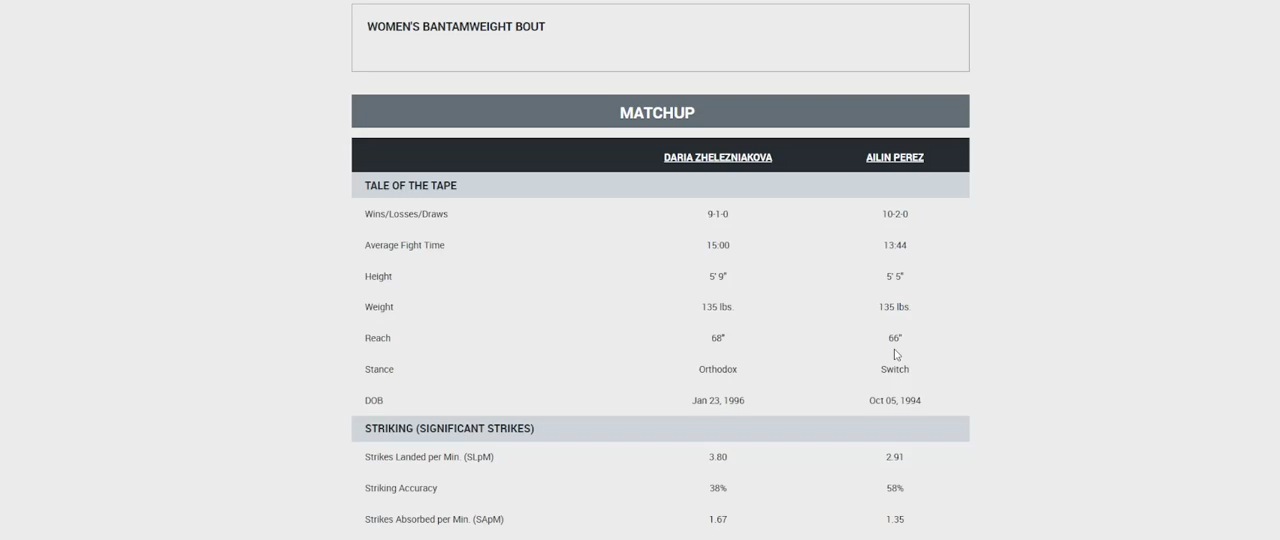 WOMEN'S BANTAMWEIGHT BOUT
MATCHUP
DARIA ZHELEZNIAKOVA AILIN PEREZ
TALE OF THE TAPE
Wins/Losses/Draws 9-1-0 10-2-0
Average Fight Time 15:00 13:44
Height 5' 9" 5' 5"
Weight 135 lbs. 135 lbs.
Reach 68" 66"
Stance Orthodox Switch
DOB Jan 23, 1996 Oct 05, 1994
STRIKING (SIGNIFICANT STRIKES)
Strikes Landed per Min. (SLpM) 3.80 2.91
Striking Accuracy 38% 58%
Strikes Absorbed per Min. (SApM) 1.67 1.35